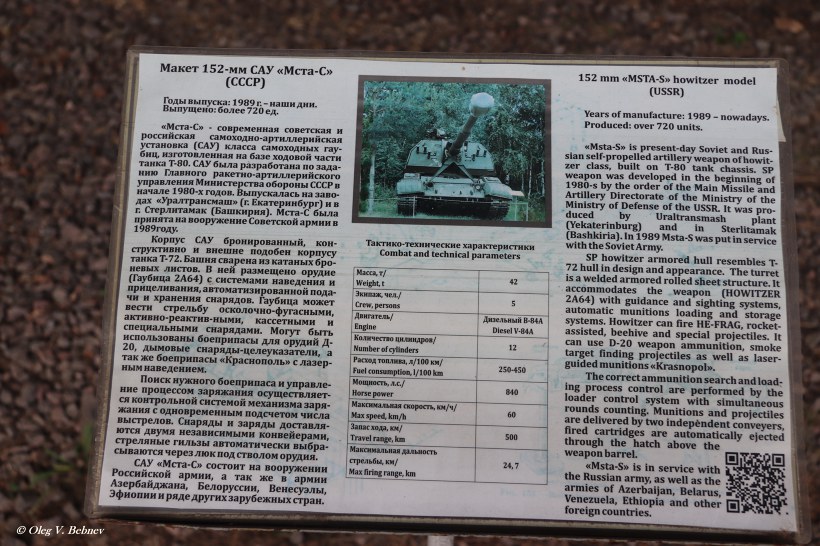 Макет 152-мм САУ «Мста-С»
(СССР)
Годы выпуска: 1989 г. – наши дни.
Выпущено: более 720 ед.
«Мста-С» - современная советская и
российская самоходно-артиллерийская
установка (САУ) класса самоходных гау-
биц, изготовленная на базе ходовой части
танка Т-80. САУ была разработана по зада-
нию Главного ракетно-артиллерийского
управления Министерства обороны СССР в
начале 1980-х годов. Выпускалась на заво-
дах «Уралтрансмаш» (г. Екатеринбург) и в
г. Стерлитамак (Башкирия). Мста-С была
принята на вооружение Советской армии в
1989году.
Корпус САУ бронированный, кон-
структивно и внешне подобен корпусу
танка Т-72. Башня сварена из катаных бро-
невых листов. В ней размещено орудие
(Гаубица 2А64) с системами наведения и
прицеливания, автоматизированной пода-
чи и хранения снарядов. Гаубица может
вести стрельбу осколочно-фугасными,
активно-реактив-ными, кассетными и
специальными снарядами. Могут быть
использованы боеприпасы для орудий Д-
20, дымовые снаряды-целеуказатели, а
так же боеприпасы «Краснополь» с лазер-
ным наведением.
Поиск нужного боеприпаса и управле-
ние процессом заряжания осуществляет-
ся контрольной системой механизма заря-
жания с одновременным подсчетом числа
выстрелов. Снаряды и заряды доставля-
ются двумя независимыми конвейерами,
стреляные гильзы автоматически выбра-
сываются через люк под стволом орудия.
САУ «Мста-С» состоит на вооружении
Российской армии, а так же в армии
Азербайджана, Белоруссии, Венесуэлы,
Эфиопии и ряде других зарубежных стран.
Тактико-технические характеристики
Combat and technical parameters
Масса, т/
Weight, t
42
Экипаж, чел./
Crew, persons
5
Двигатель/
Engine
Дизельный В-84А
Diesel V-84A
Количество цилиндров/
Number of cylinders
12
Расход топлива, л/100 км/
Fuel consumption, l/100 km
250-450
Мощность, л.с./
Horse power
840
Максимальная скорость, км/ч/
Max speed, km/h
60
Запас хода, км/
Travel range, km
500
Максимальная дальность
стрельбы, км/
Max firing range, km
24, 7
152 mm «MSTA-S» howitzer model
(USSR)
Years of manufacture: 1989 – nowadays.
Produced: over 720 units.
«Msta-S» is present-day Soviet and Rus-
sian self-propelled artillery weapon of howit-
zer class, built on T-80 tank chassis. SP
weapon was developed in the beginning of
1980-s by the order of the Main Missile and
Artillery Directorate of the Ministry of the
Ministry of Defense of the USSR. It was pro-
duced by Uraltransmash plant
(Yekaterinburg) and in Sterlitamak
(Bashkiria). In 1989 Msta-S was put in service
with the Soviet Army.
SP howitzer armored hull resembles T-
72 hull in design and appearance. The turret
is a welded armored rolled sheet structure. It
accommodates the weapon (HOWITZER
2A64) with guidance and sighting systems,
automatic munitions loading and storage
systems. Howitzer can fire HE-FRAG, rocket-
assisted, beehive and special projectiles. It
can use D-20 weapon ammunition, smoke
target finding projectiles as well as laser-
guided munitions «Krasnopol».
The correct ammunition search and load-
ing process control are performed by the
loader control system with simultaneous
rounds counting. Munitions and projectiles
are delivered by two independent conveyers,
fired cartridges are automatically ejected
through the hatch above the
weapon barrel.
«Msta-S» is in service with
the Russian army, as well as the
armies of Azerbaijan, Belarus,
Venezuela, Ethiopia and other
foreign countries.
© Oleg V. Bebnev